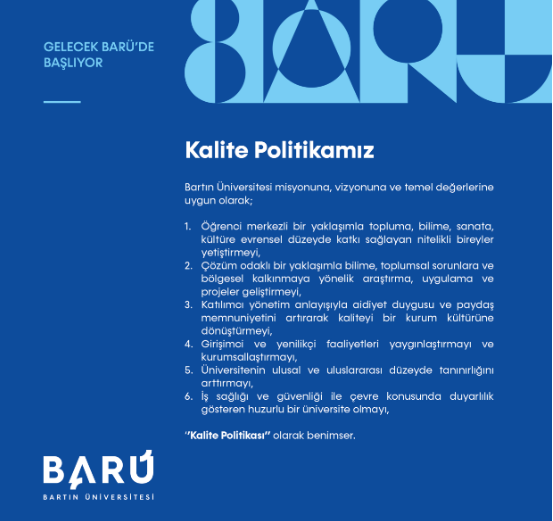 GELECEK BARÜ'DE
BAŞLIYOR
BARU
Kalite Politikamız
Bartın Üniversitesi misyonuna, vizyonuna ve temel değerlerine
uygun olarak;
1. Öğrenci merkezli bir yaklaşımla topluma, bilime, sanata,
kültüre evrensel düzeyde katkı sağlayan nitelikli bireyler
yetiştirmeyi,
2. Çözüm odaklı bir yaklaşımla bilime, toplumsal sorunlara ve
bölgesel kalkınmaya yönelik araştırma, uygulama ve
projeler geliştirmeyi,
3. Katılımcı yönetim anlayışıyla aidiyet duygusu ve paydaş
memnuniyetini artırarak kaliteyi bir kurum kültürüne
dönüştürmeyi,
4. Girişimci ve yenilikçi faaliyetleri yaygınlaştırmayı ve
kurumsallaştırmayı,
5. Üniversitenin ulusal ve uluslararası düzeyde tanınırlığını
arttırmayı,
6. İş sağlığı ve güvenliği ile çevre konusunda duyarlılık
gösteren huzurlu bir üniversite olmayı,
''Kalite Politikası'' olarak benimser.
BARÚ
BARTIN ÜNİVERSİTESİ